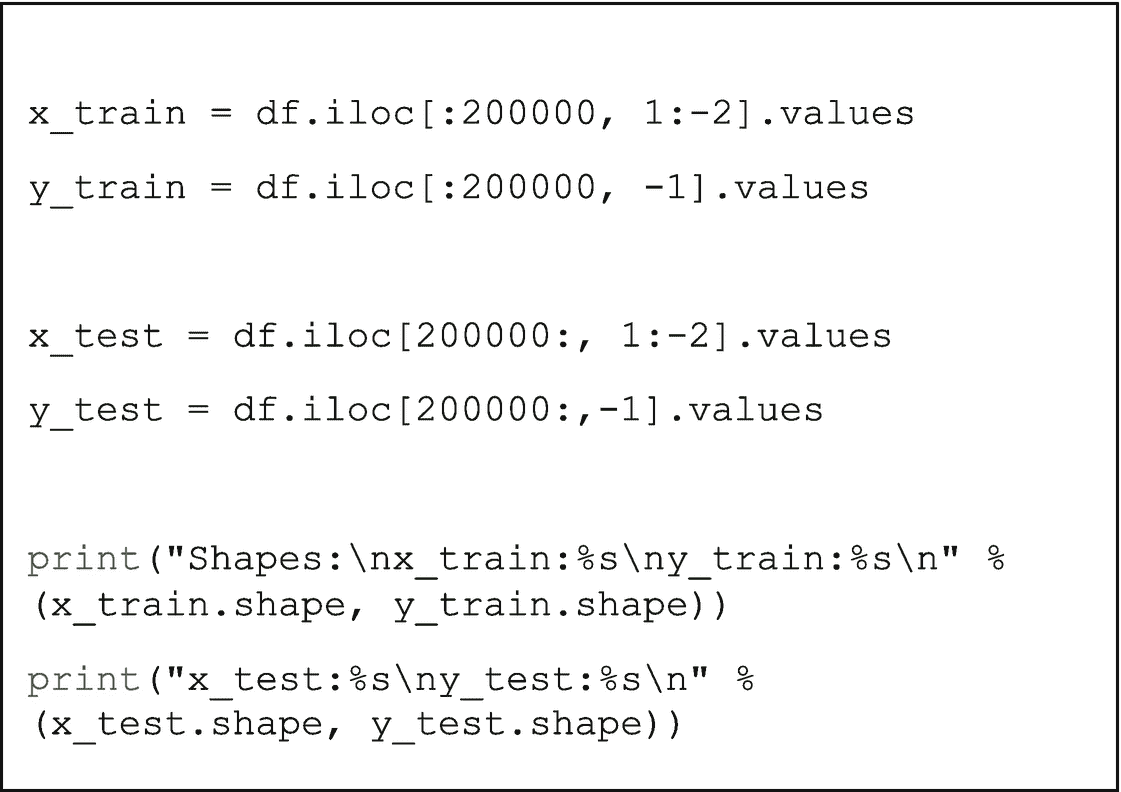 x_train = df.iloc[:200000, 1:-2].values
y_train = df.iloc[:200000, -1].values
x_test = df.iloc[200000:, 1:-2].values
y_test = df.iloc[200000:,-1].values
print("Shapes:\nx_train:%s\ny_train:%s\n" %
(x_train.shape, y_train.shape))
print("x_test:%s\ny_test:%s\n" %
(x_test.shape, y_test.shape))